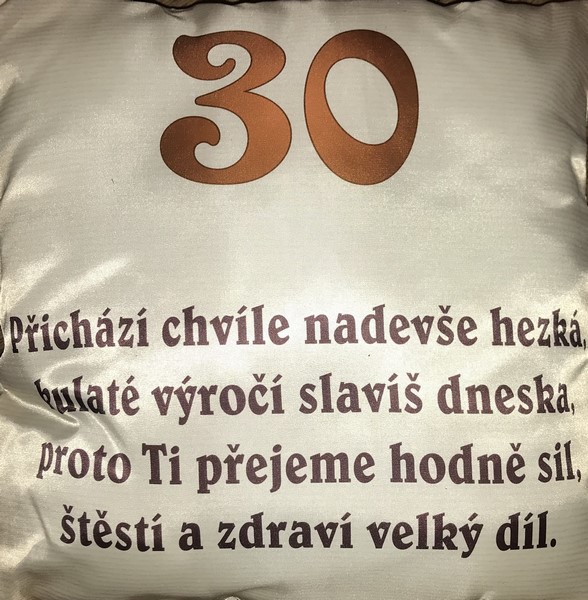 30
Přichází chvíle nadevše hezká,
kulaté výročí slavíš dneska,
proto Ti přejeme hodně sil,
štěstí a zdraví velký díl.